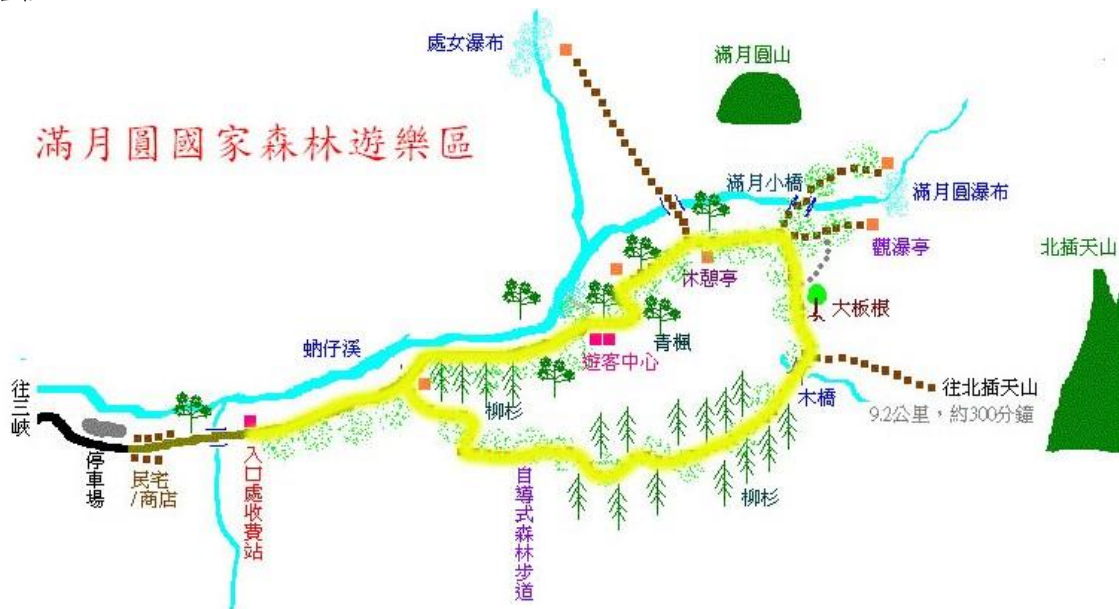 處女瀑布
滿月圓山
滿月圓國家森林遊樂區
滿月小橋
滿月圓瀑布
觀瀑亭
北插天山
休憩亭
大板根
青楓
蚋仔溪
遊客中心
往三峽
柳杉
木橋
往北插天山
9.2公里，約300分鐘
停車場
民宅
/商店
入口處收費站
自導式森林步道
柳杉